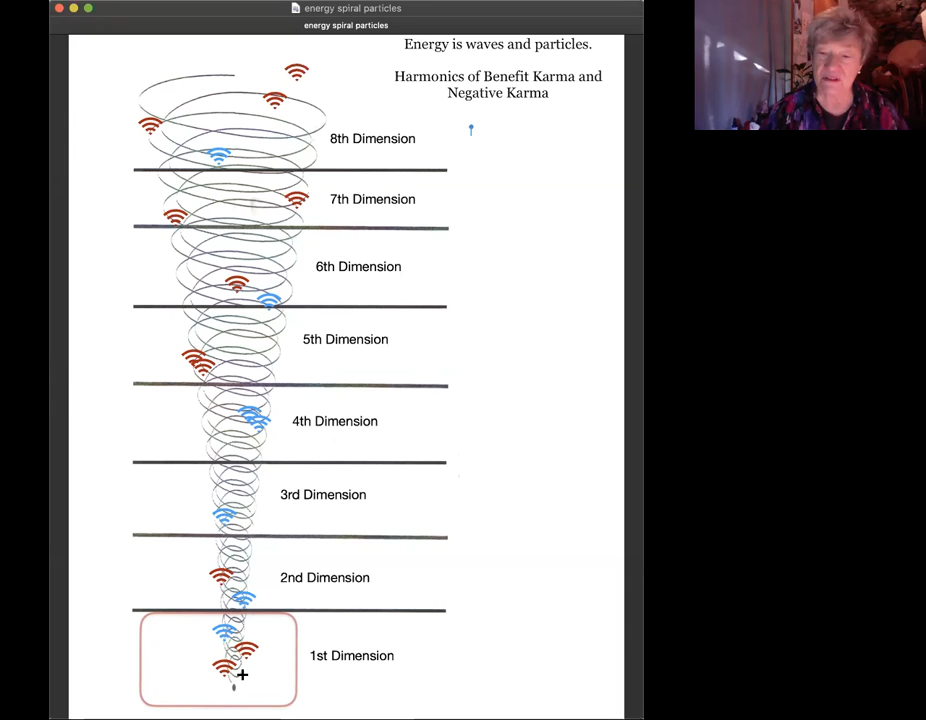 energy spiral particles
energy spiral particles
Energy is waves and particles.
Harmonics of Benefit Karma and
Negative Karma
8th Dimension
7th Dimension
6th Dimension
5th Dimension
4th Dimension
3rd Dimension
2nd Dimension
1st Dimension